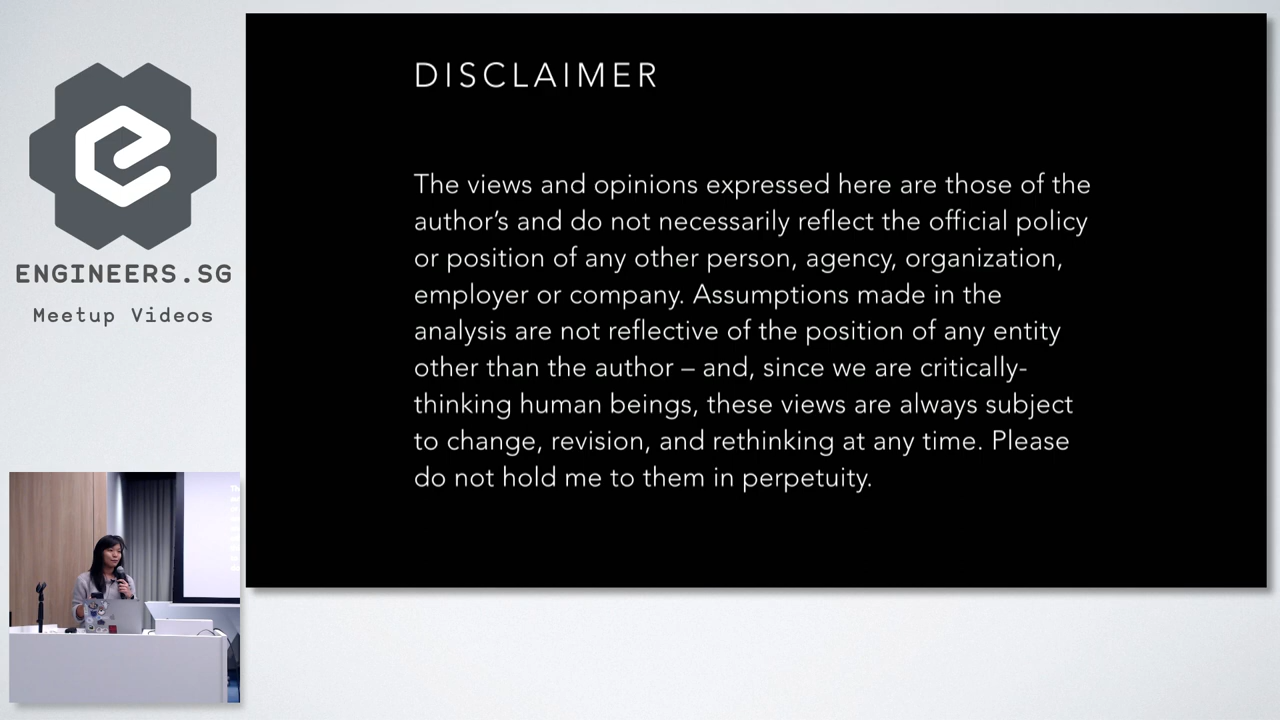 ENGINEERS.SG
Meetup Videos
DISCLAIMER
The views and opinions expressed here are those of the
author’s and do not necessarily reflect the official policy
or position of any other person, agency, organization,
employer or company. Assumptions made in the
analysis are not reflective of the position of any entity
other than the author – and, since we are critically-
thinking human beings, these views are always subject
to change, revision, and rethinking at any time. Please
do not hold me to them in perpetuity.